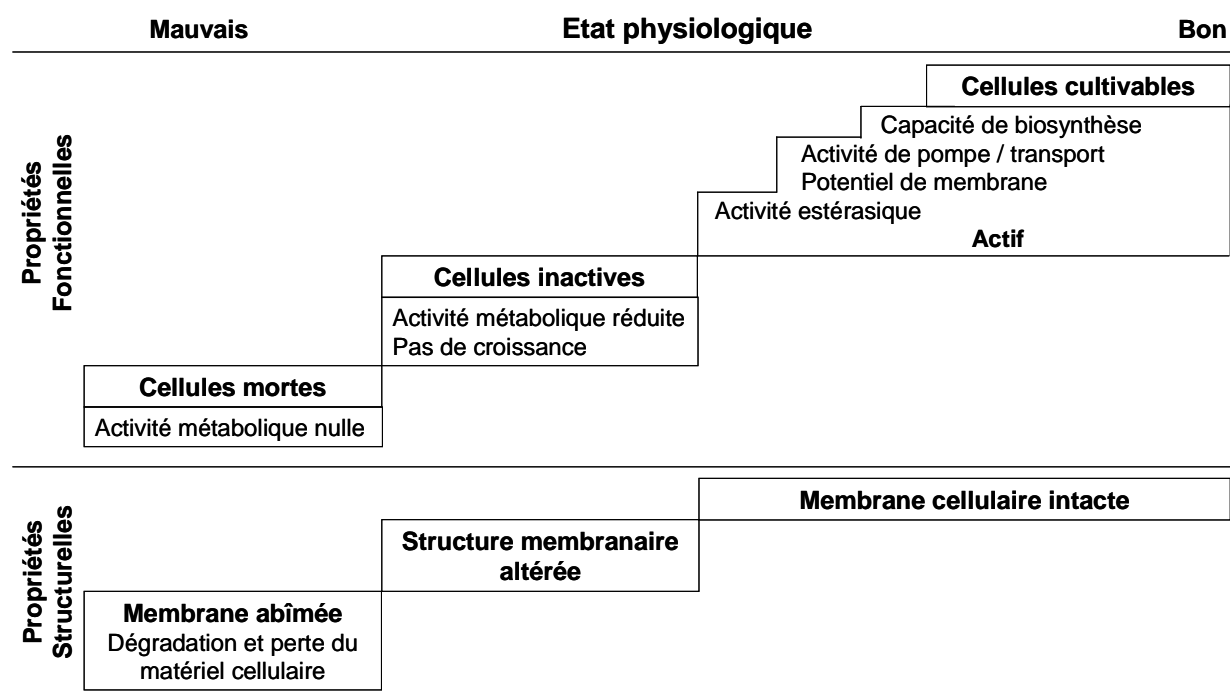 Mauvais Etat physiologique Bon
Propriétés
Fonctionnelles
Cellules cultivables
Capacité de biosynthèse
Activité de pompe / transport
Potentiel de membrane
Activité estérasique
Actif
Cellules inactives
Activité métabolique réduite
Pas de croissance
Cellules mortes
Activité métabolique nulle
Propriétés
Structurelles
Membrane cellulaire intacte
Structure membranaire
altérée
Membrane abîmée
Dégradation et perte du
matériel cellulaire